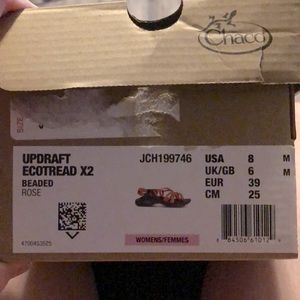 Chaco
SIZE
UPDRAFT
ECOTREAD X2
BEADED
ROSE
JCH199746
USA 8 M
UK/GB 6 M
EUR 39
CM 25
WOMENS/FEMMES